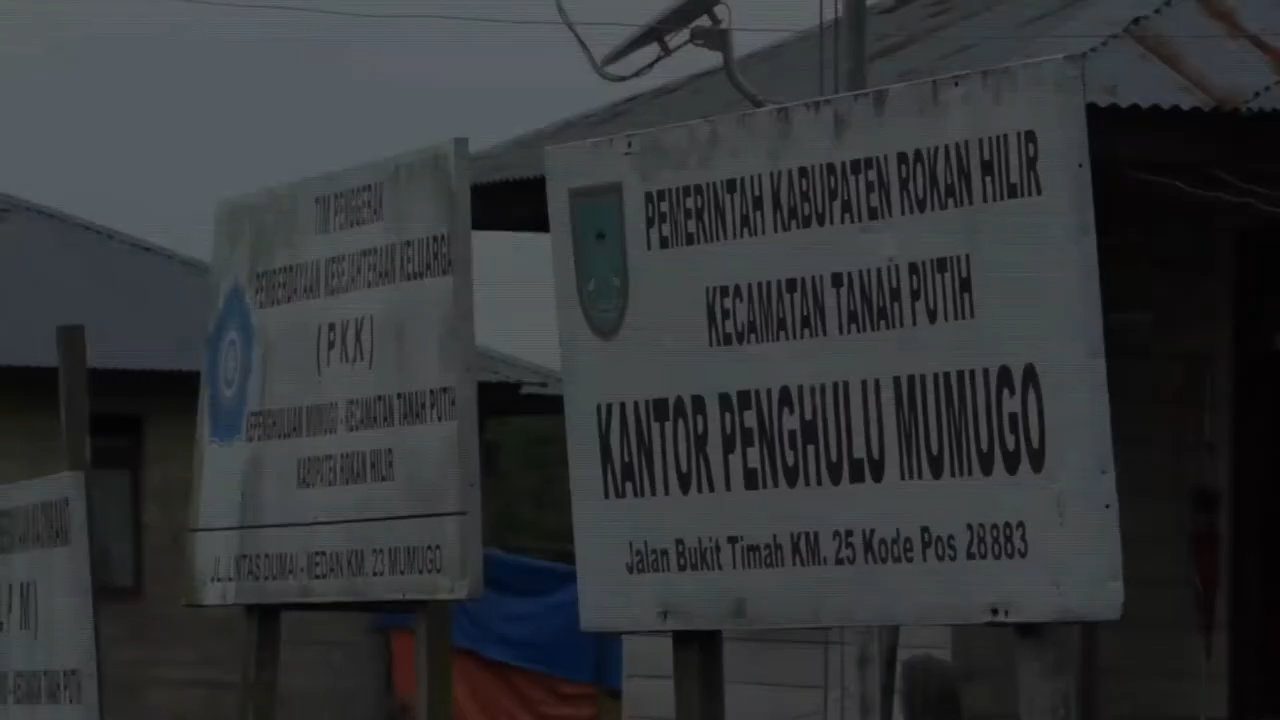 TIM PENGGERAK
PEMBERDAYAAN KESEJAHTERAAN KELUARGA
( P K K )
KEPENGHULUAN MUMUGO - KECAMATAN TANAH PUTIH
KABUPATEN ROKAN HILIR
JL. LINTAS DUMAI - MEDAN KM. 23 MUMUGO
PEMERINTAH KABUPATEN ROKAN HILIR
KECAMATAN TANAH PUTIH
KANTOR PENGHULU MUMUGO
Jalan Bukit Timah KM. 25 Kode Pos 28883